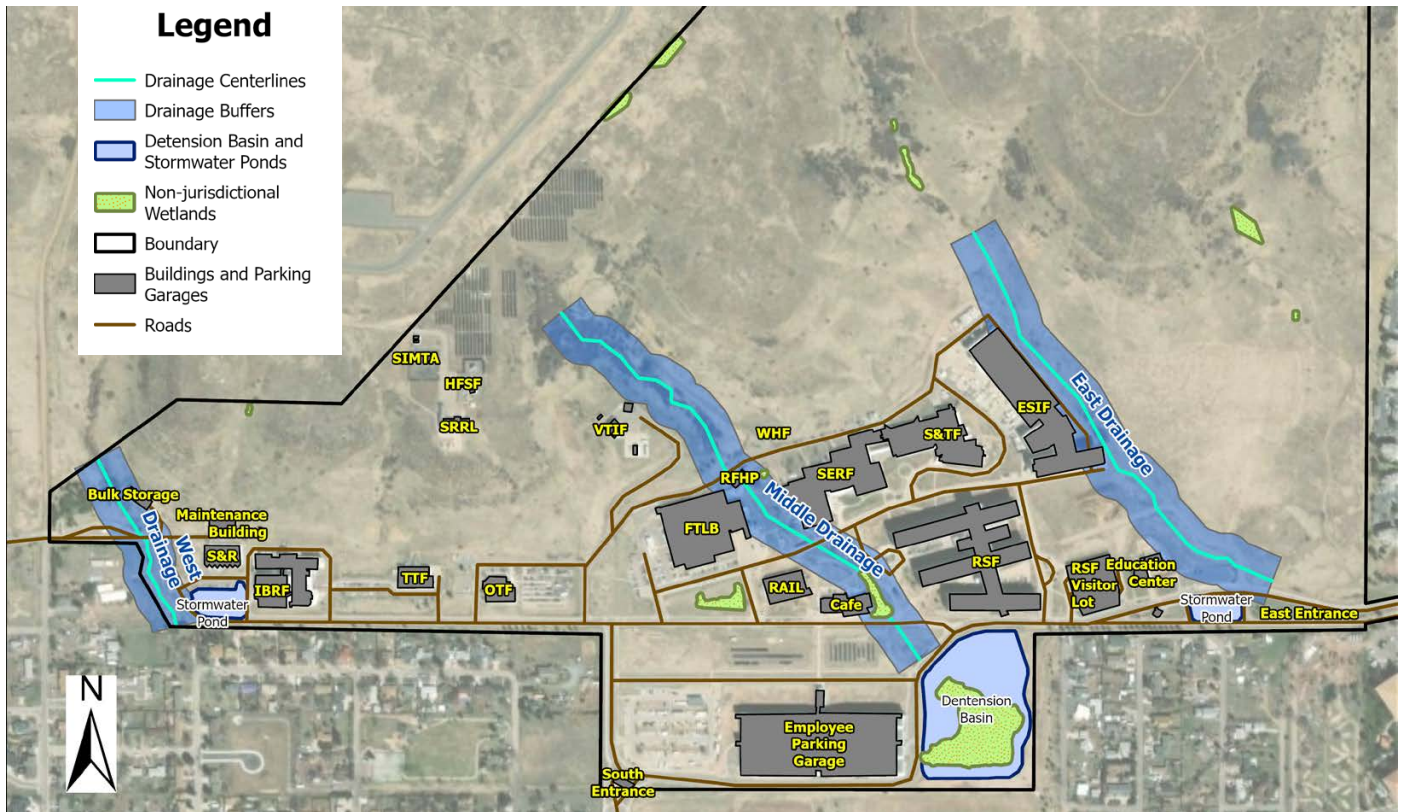 Legend
Drainage Centerlines
Drainage Buffers
Detension Basin and
Stormwater Ponds
Non-jurisdictional
Wetlands
Boundary
Buildings and Parking
Garages
Roads
SIMTA
HFSF
SRRL
VTIF
WHF
S&TF
ESIF
East Drainage
RFHP
SERF
Bulk Storage
Middle Drainage
Maintenance
Building
West
Drainage
FTLB
S&R
IBRF
TTF
OTF
RAIL
Cafe
RSF
RSF
Visitor
Lot
Education
Center
Stormwater
Pond
Stormwater
Pond
East Entrance
N
Dentension
Basin
Employee
Parking
Garage
South
Entrance